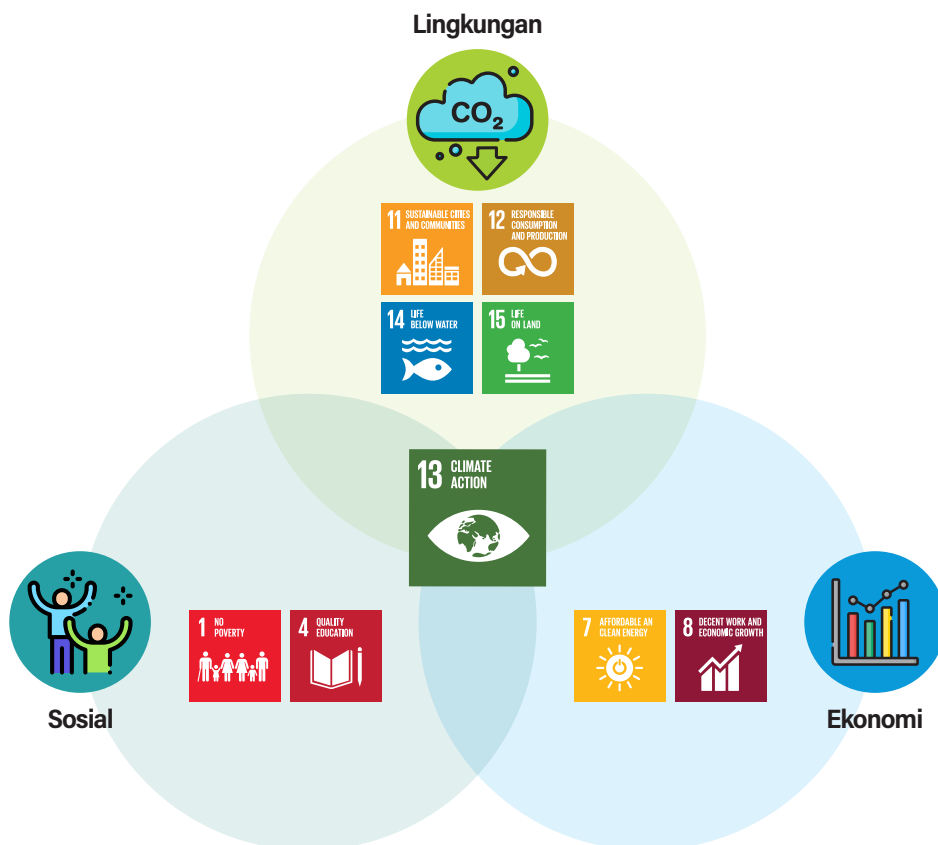 Lingkungan
CO₂
11 SUSTAINABLE CITIES
AND COMMUNITIES
12 RESPONSIBLE
CONSUMPTION
AND PRODUCTION
14 LIFE
BELOW WATER
15 LIFE
ON LAND
13 CLIMATE
ACTION
1 NO
POVERTY
4 QUALITY
EDUCATION
7 AFFORDABLE AN
CLEAN ENERGY
8 DECENT WORK AND
ECONOMIC GROWTH
Sosial
Ekonomi